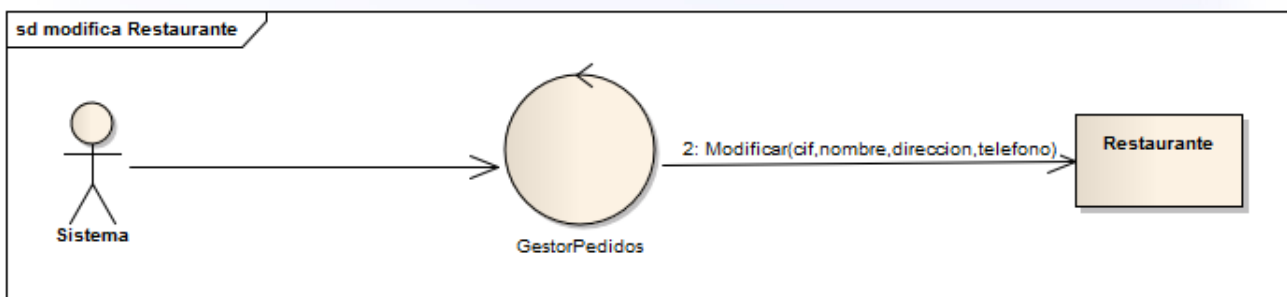 sd modifica Restaurante
2: Modificar(cif,nombre,direccion,telefono)
Restaurante
Sistema
GestorPedidos